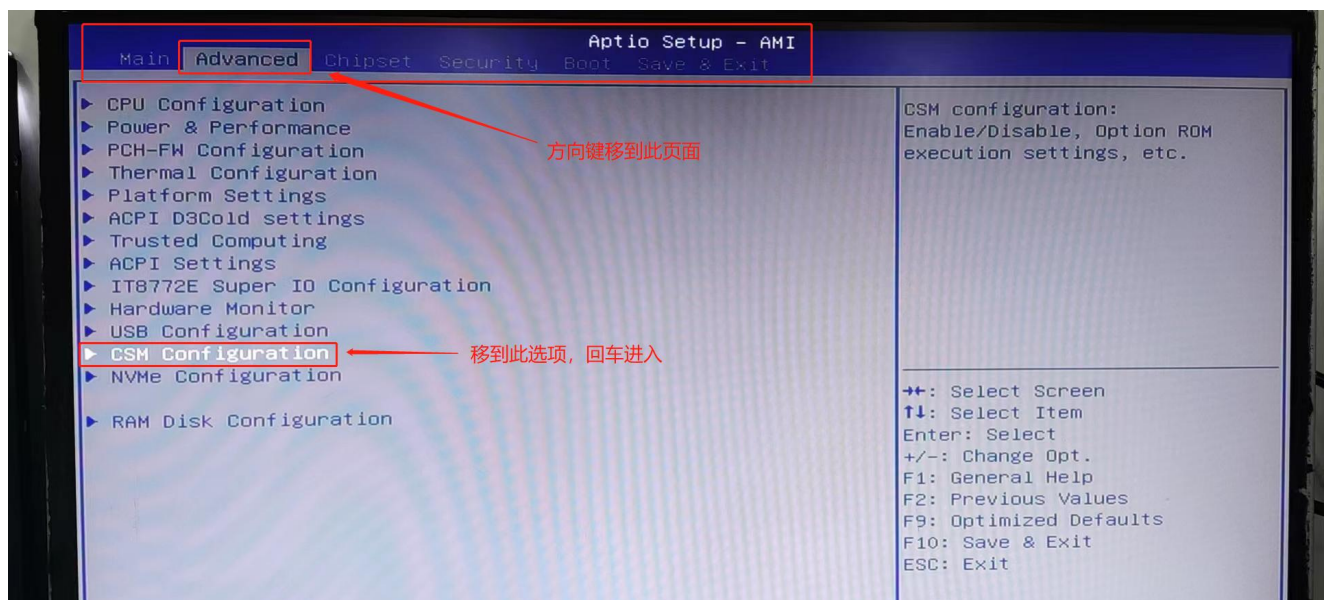 Aptio Setup – AMI
Main Advanced Chipset Security Boot Save & Exit
CPU Configuration
Power & Performance
PCH-FW Configuration
Thermal Configuration
Platform Settings
ACPI D3Cold settings
Trusted Computing
ACPI Settings
IT8772E Super IO Configuration
Hardware Monitor
USB Configuration
CSM Configuration
NVMe Configuration
RAM Disk Configuration
方向键移到此页面
移到此选项，回车进入
CSM configuration:
Enable/Disable, Option ROM
execution settings, etc.
→←: Select Screen
↑↓: Select Item
Enter: Select
+/-: Change Opt.
F1: General Help
F2: Previous Values
F9: Optimized Defaults
F10: Save & Exit
ESC: Exit